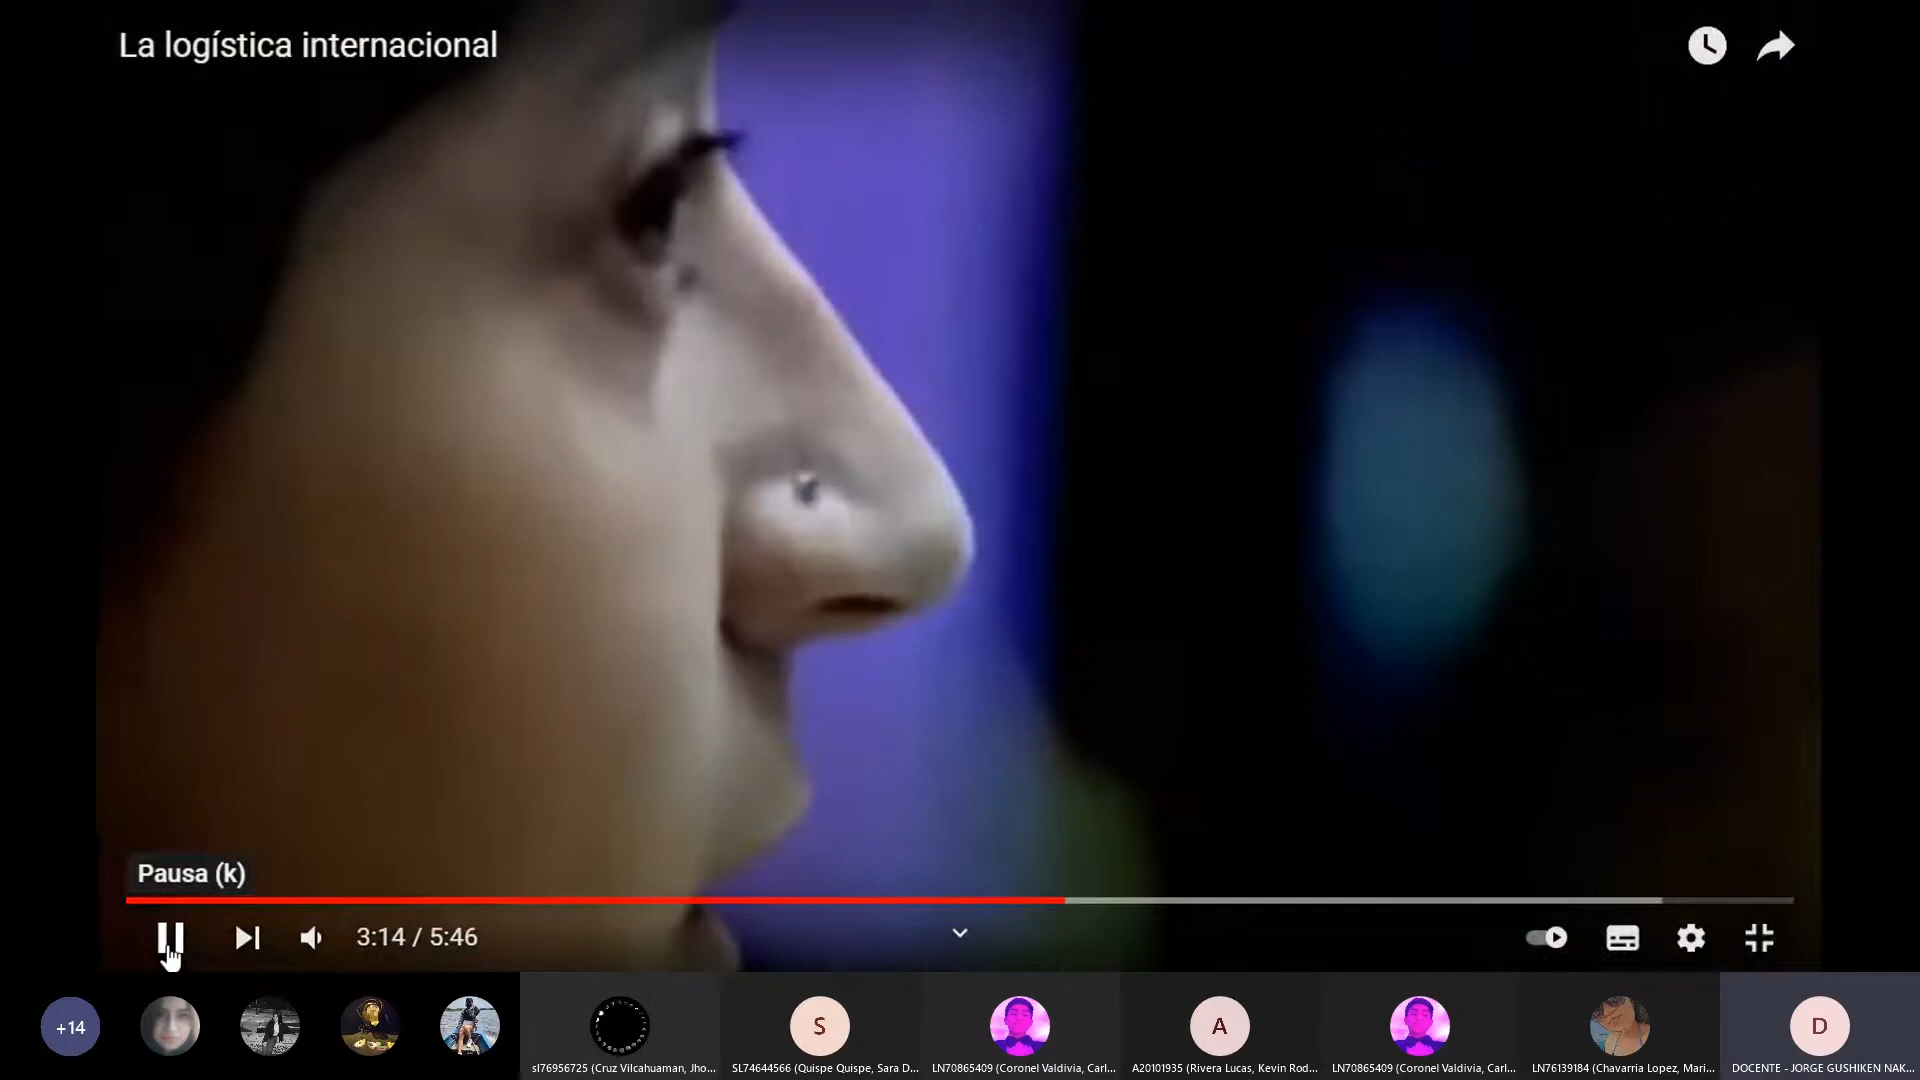 La logística internacional
Pausa (k)
3:14 / 5:46
+14
S
A
D
sl76956725 (Cruz Vilcahuaman, Jho...
SL74644566 (Quispe Quispe, Sara D...
LN70865409 (Coronel Valdivia, Carl...
A20101935 (Rivera Lucas, Kevin Rod...
LN70865409 (Coronel Valdivia, Carl...
LN76139184 (Chavarria Lopez, Mari...
DOCENTE - JORGE GUSHIKEN NAK...